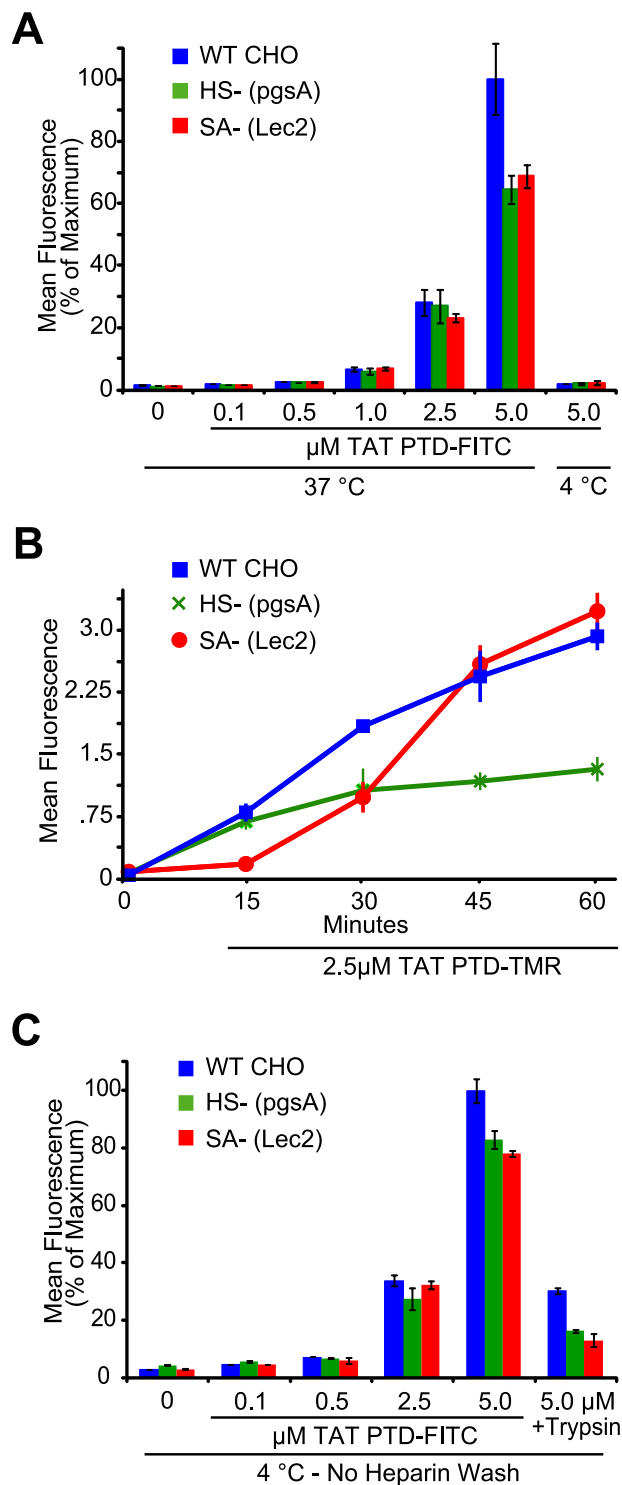 A
WT CHO
HS- (pgsA)
SA- (Lec2)
Mean Fluorescence
(% of Maximum)
100
80
60
40
20
0
0 0.1 0.5 1.0 2.5 5.0 5.0
µM TAT PTD-FITC
37 °C 4 °C
B
WT CHO
HS- (pgsA)
SA- (Lec2)
Mean Fluorescence
3.0
2.25
1.5
.75
0
0 15 30 45 60
Minutes
2.5µM TAT PTD-TMR
C
WT CHO
HS- (pgsA)
SA- (Lec2)
Mean Fluorescence
(% of Maximum)
100
80
60
40
20
0
0 0.1 0.5 2.5 5.0 5.0 µM
+Trypsin
µM TAT PTD-FITC
4 °C - No Heparin Wash